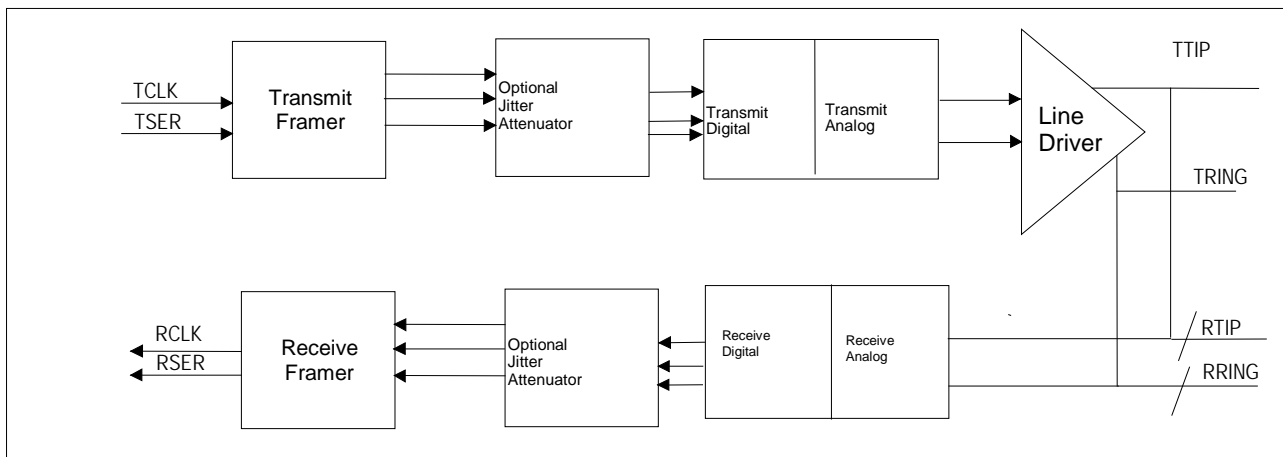 TCLK
TSER
Transmit
Framer
Optional
Jitter
Attenuator
Transmit
Digital
Transmit
Analog
Line
Driver
TTIP
TRING
RCLK
RSER
Receive
Framer
Optional
Jitter
Attenuator
Receive
Digital
Receive
Analog
RTIP
RRING